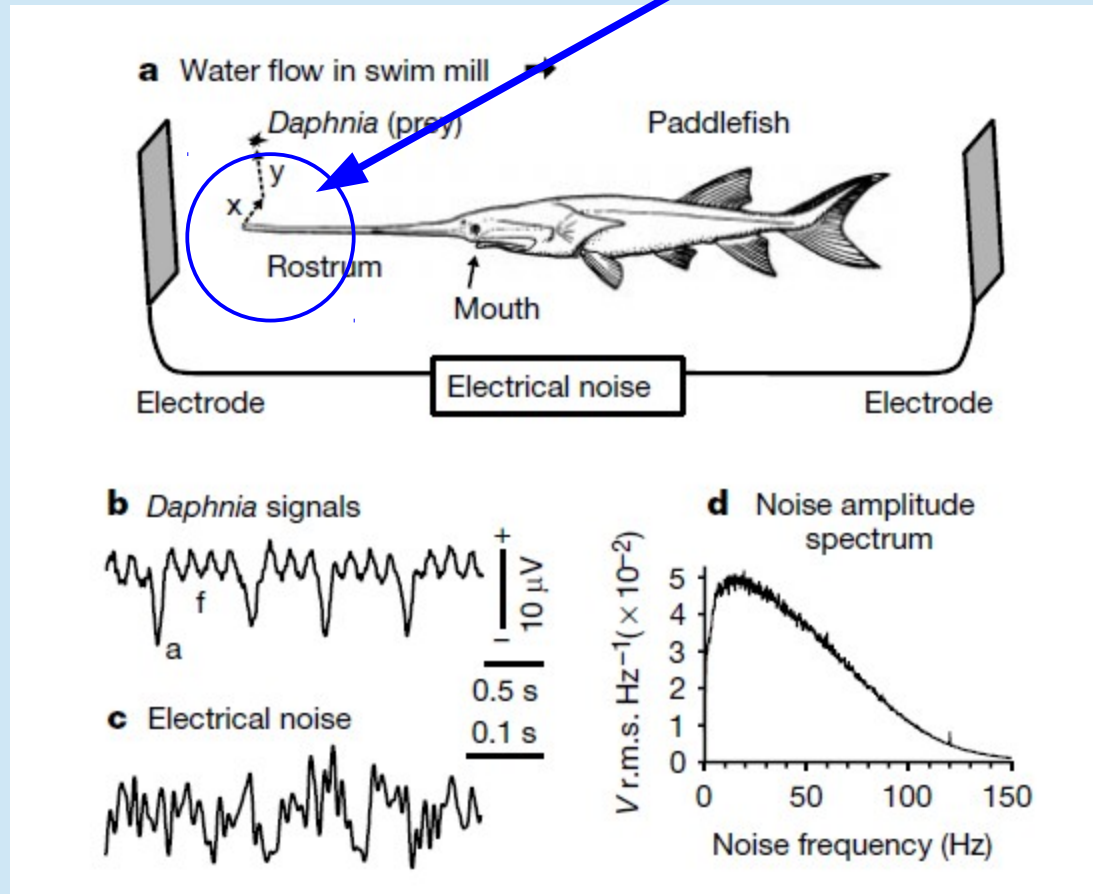 a Water flow in swim mill
Daphnia (prey)
Paddlefish
y
x
Rostrum
Mouth
Electrical noise
Electrode
Electrode
b Daphnia signals
f
a
+
10 μV
−
0.5 s
0.1 s
c Electrical noise
d Noise amplitude
spectrum
V r.m.s. Hz⁻¹(× 10⁻²)
5
4
3
2
1
0
0 50 100 150
Noise frequency (Hz)